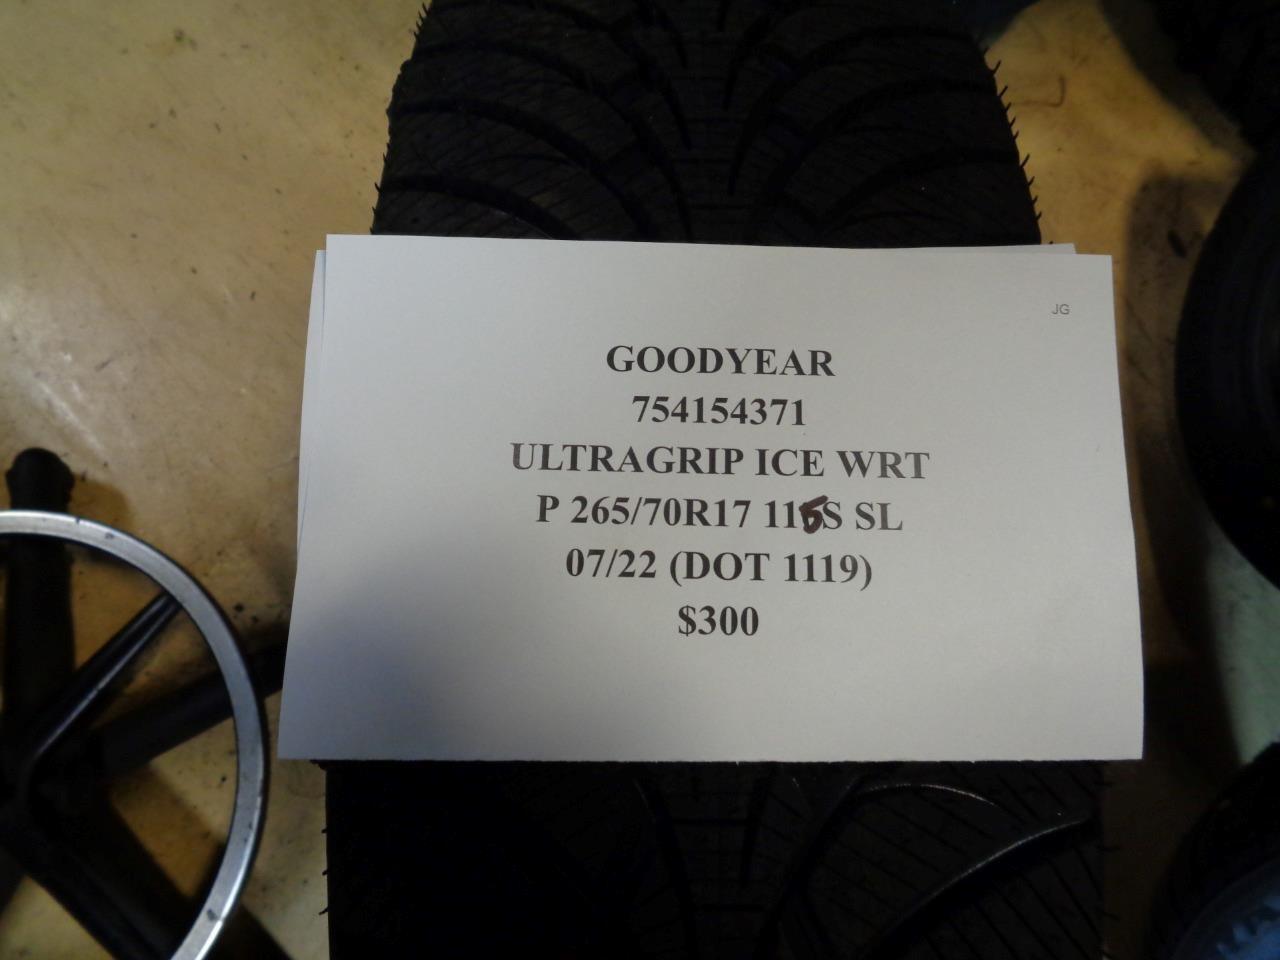 JG
GOODYEAR
754154371
ULTRAGRIP ICE WRT
P 265/70R17 115S SL
07/22 (DOT 1119)
$300